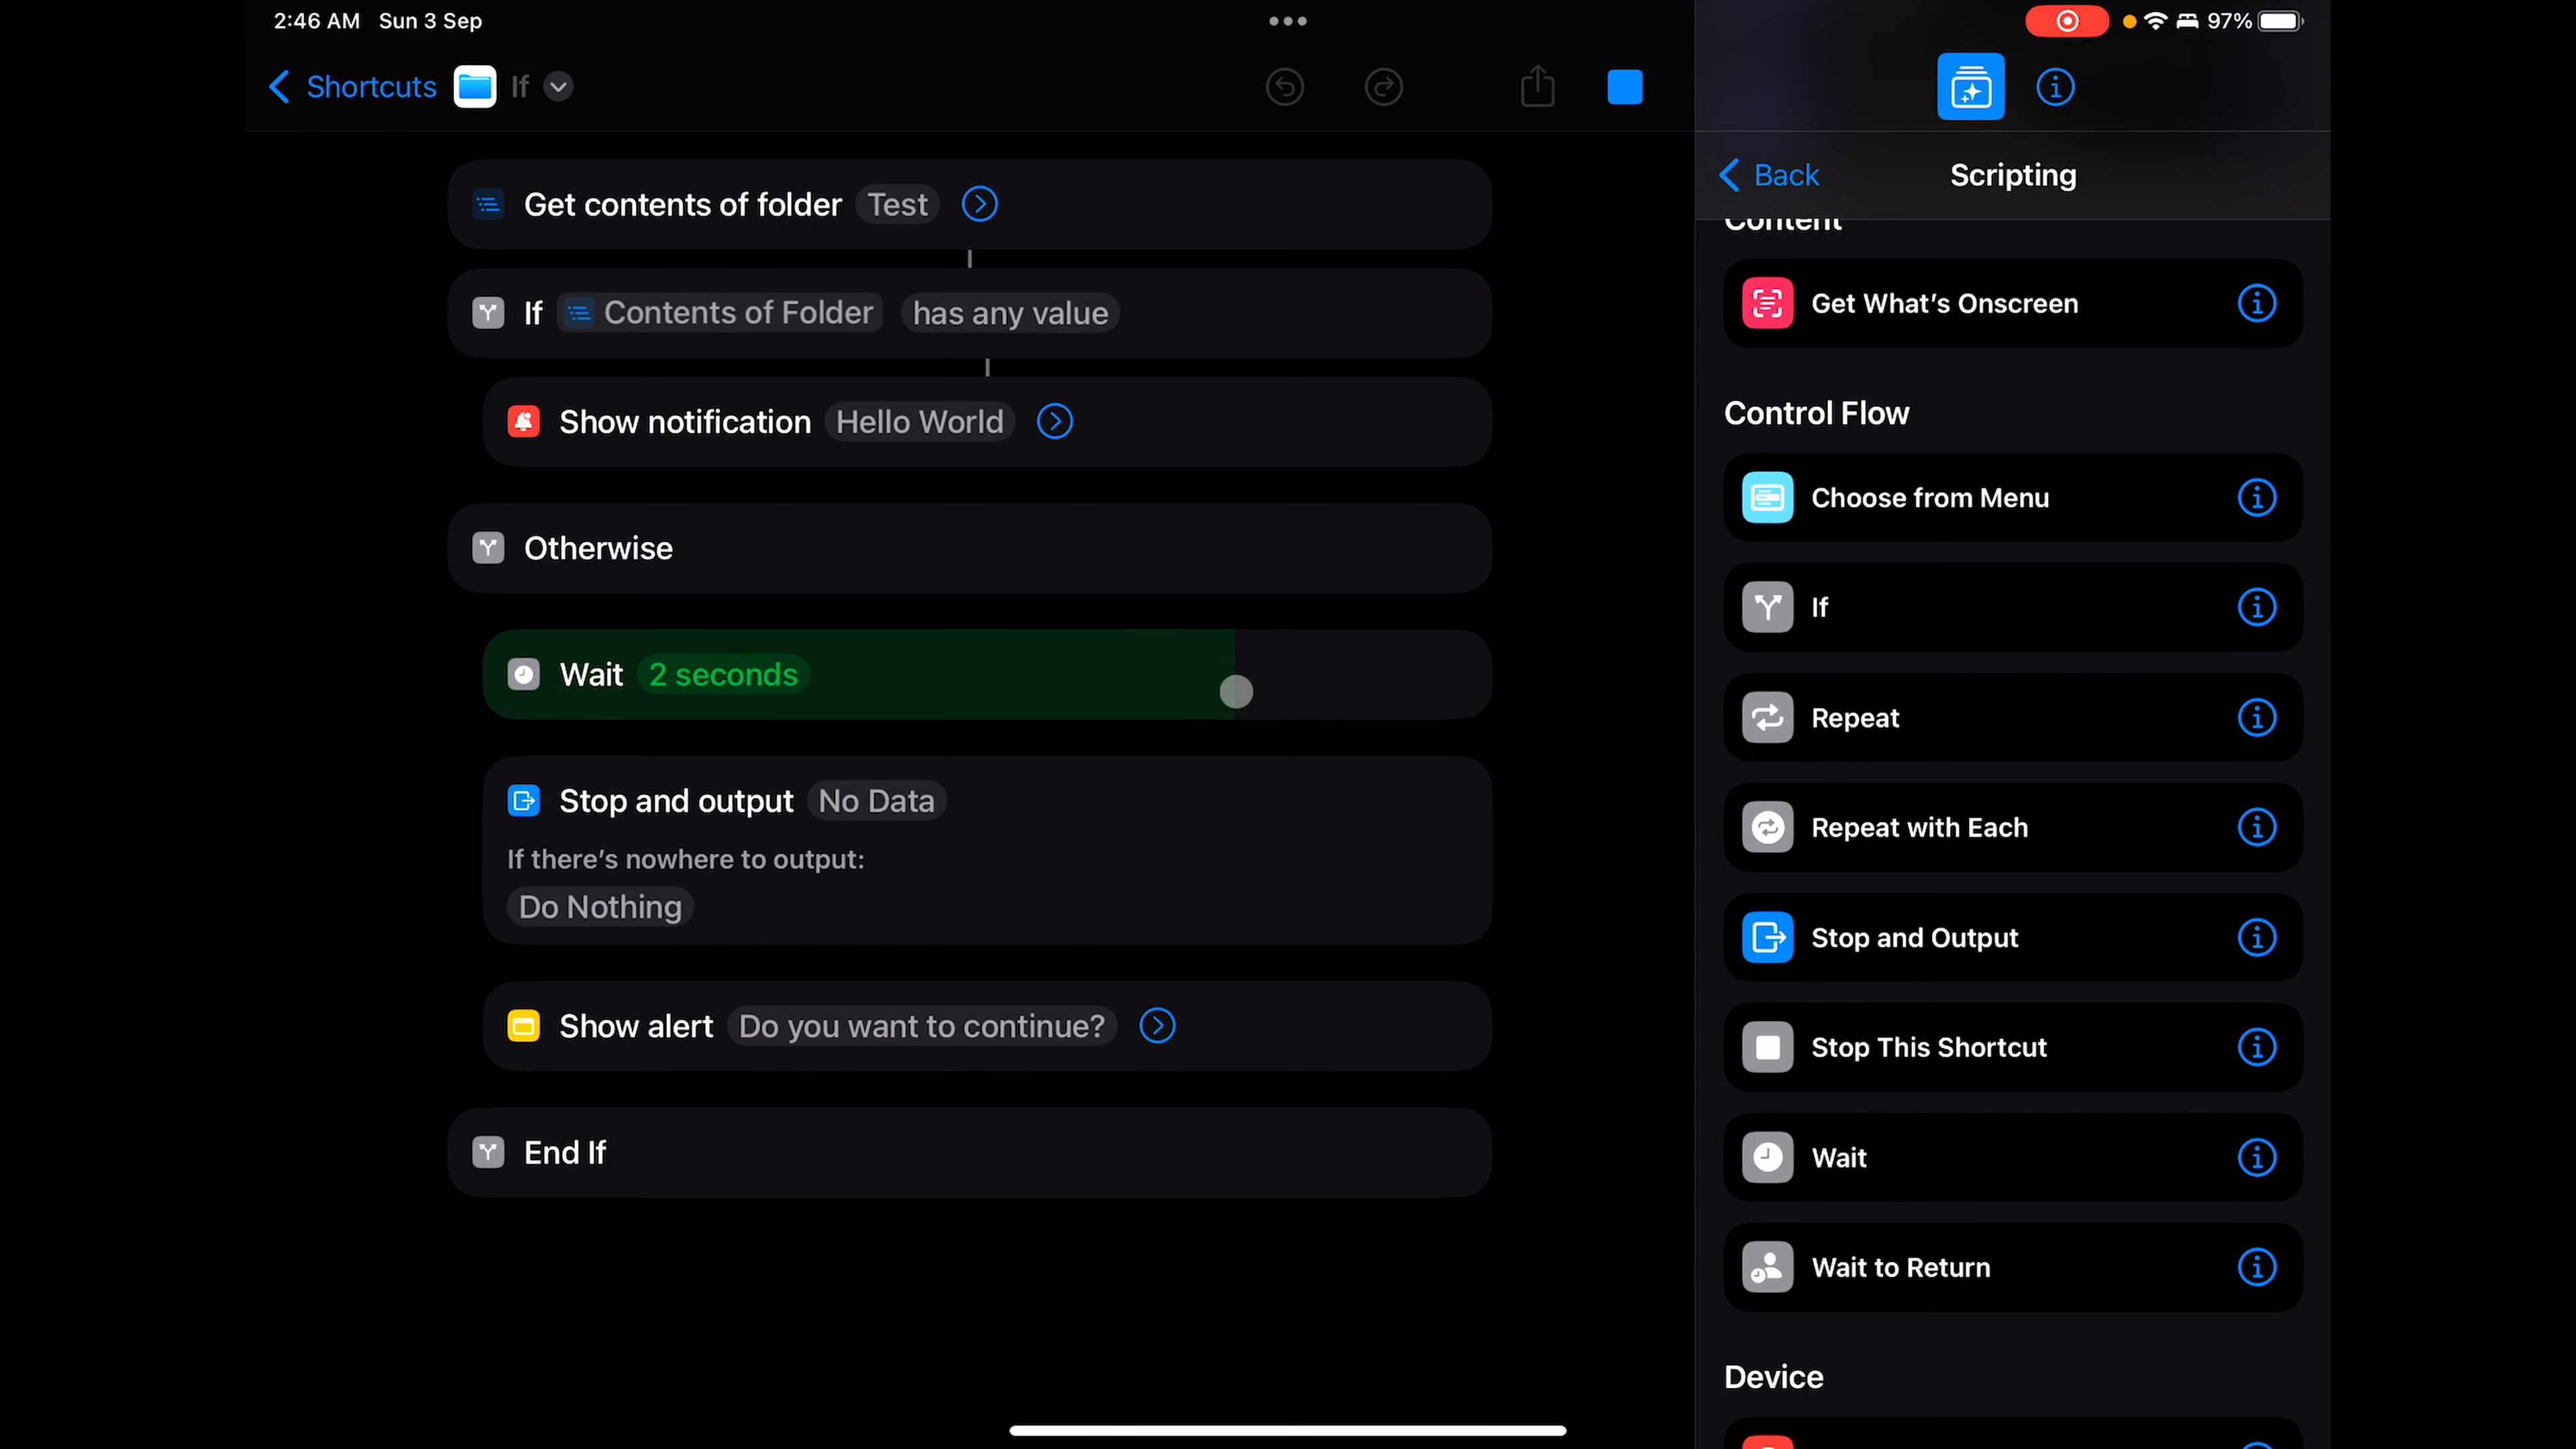 2:46 AM Sun 3 Sep
97%
Shortcuts If
Get contents of folder Test
If Contents of Folder has any value
Show notification Hello World
Otherwise
Wait 2 seconds
Stop and output No Data
If there's nowhere to output:
Do Nothing
Show alert Do you want to continue?
End If
Back Scripting
Content
Get What's Onscreen
Control Flow
Choose from Menu
If
Repeat
Repeat with Each
Stop and Output
Stop This Shortcut
Wait
Wait to Return
Device